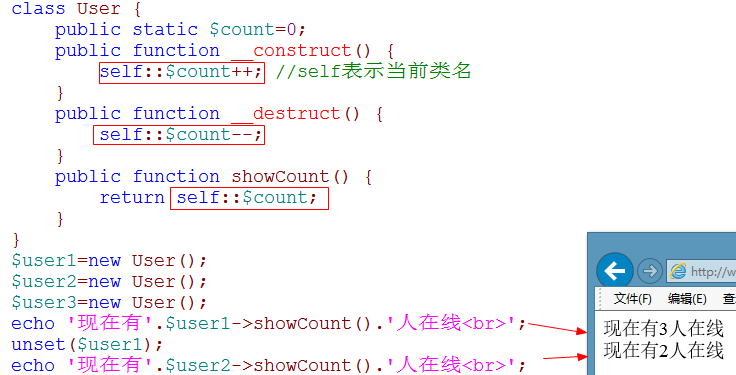 class User {
    public static $count=0;
    public function __construct() {
        self::$count++; //self表示当前类名
    }
    public function __destruct() {
        self::$count--;
    }
    public function showCount() {
        return self::$count;
    }
}
$user1=new User();
$user2=new User();
$user3=new User();
echo '现在有'.$user1->showCount().'人在线<br>';
unset($user1);
echo '现在有'.$user2->showCount().'人在线<br>';
http://w
文件(F) 编辑(E)
现在有3人在线
现在有2人在线